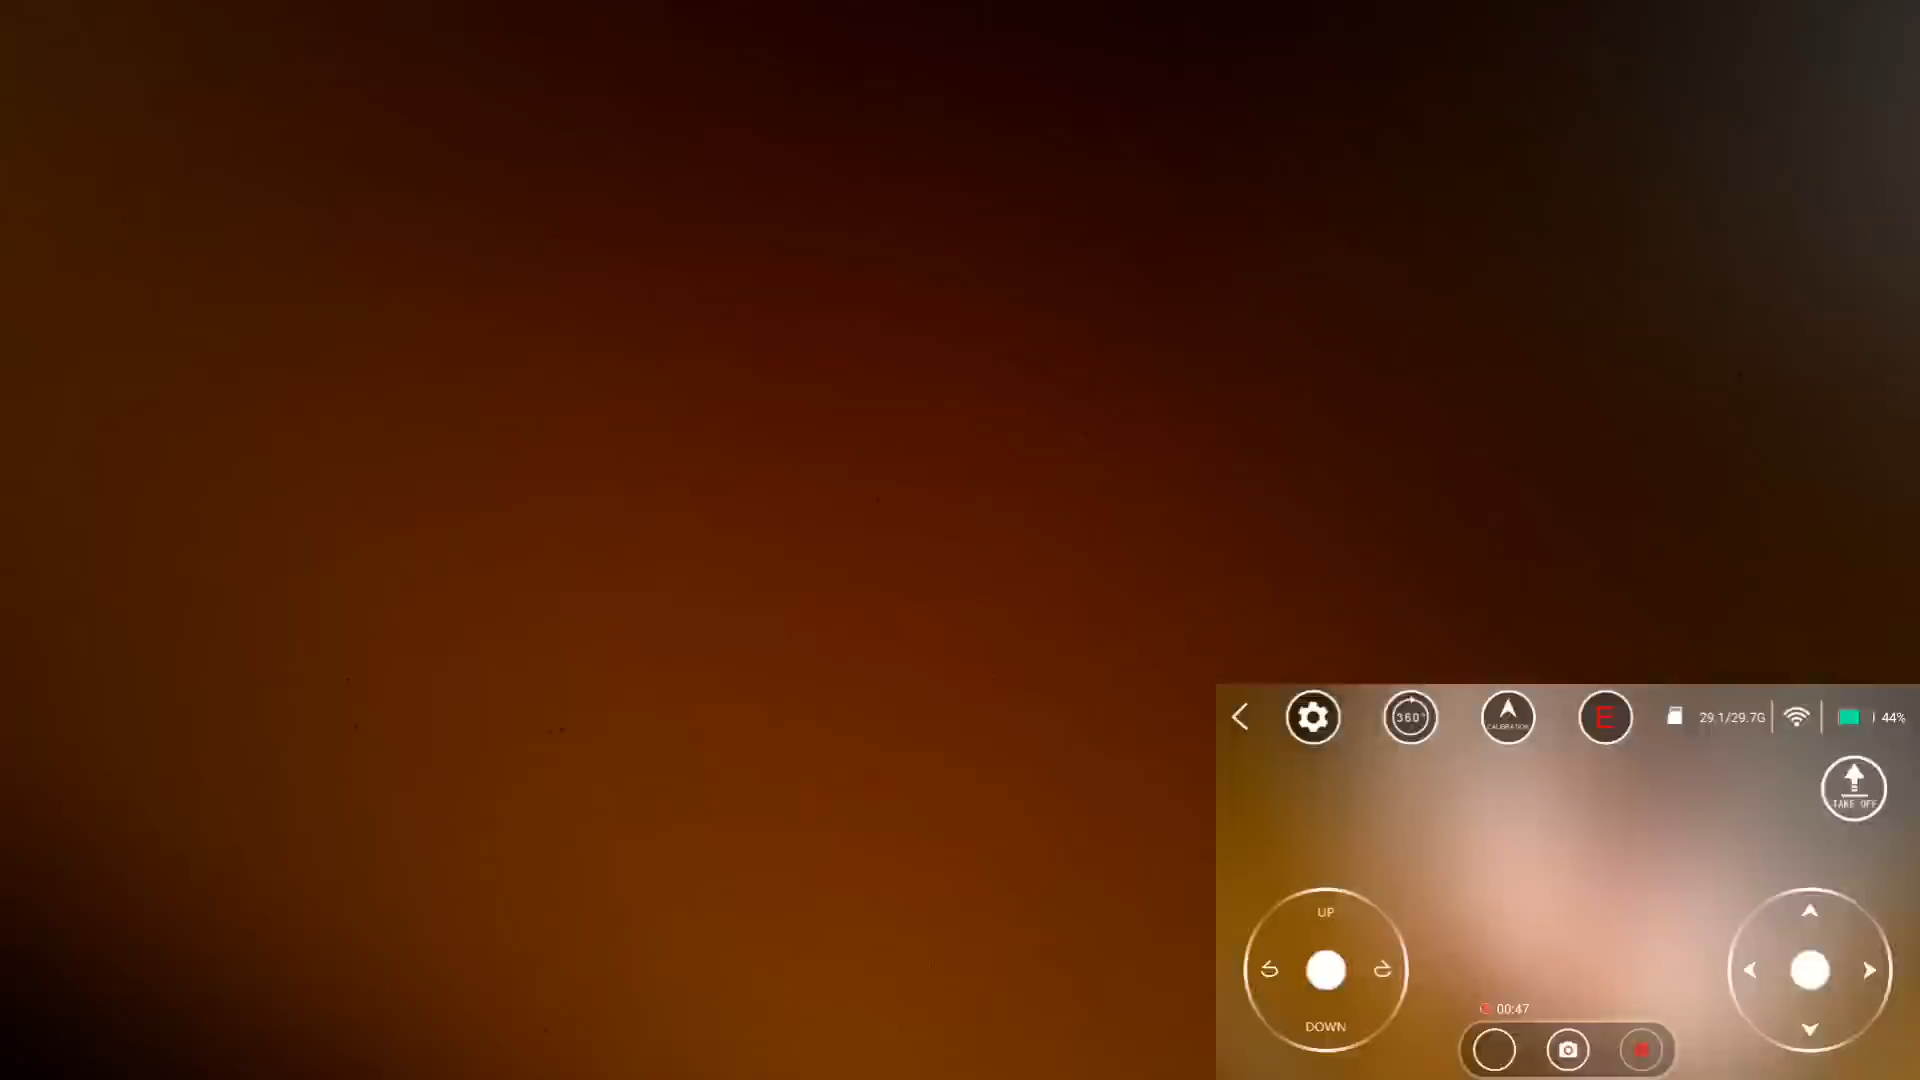 360°
CALIBRATION
E
29.1/29.7G
44%
TAKE OFF
UP
DOWN
00:47